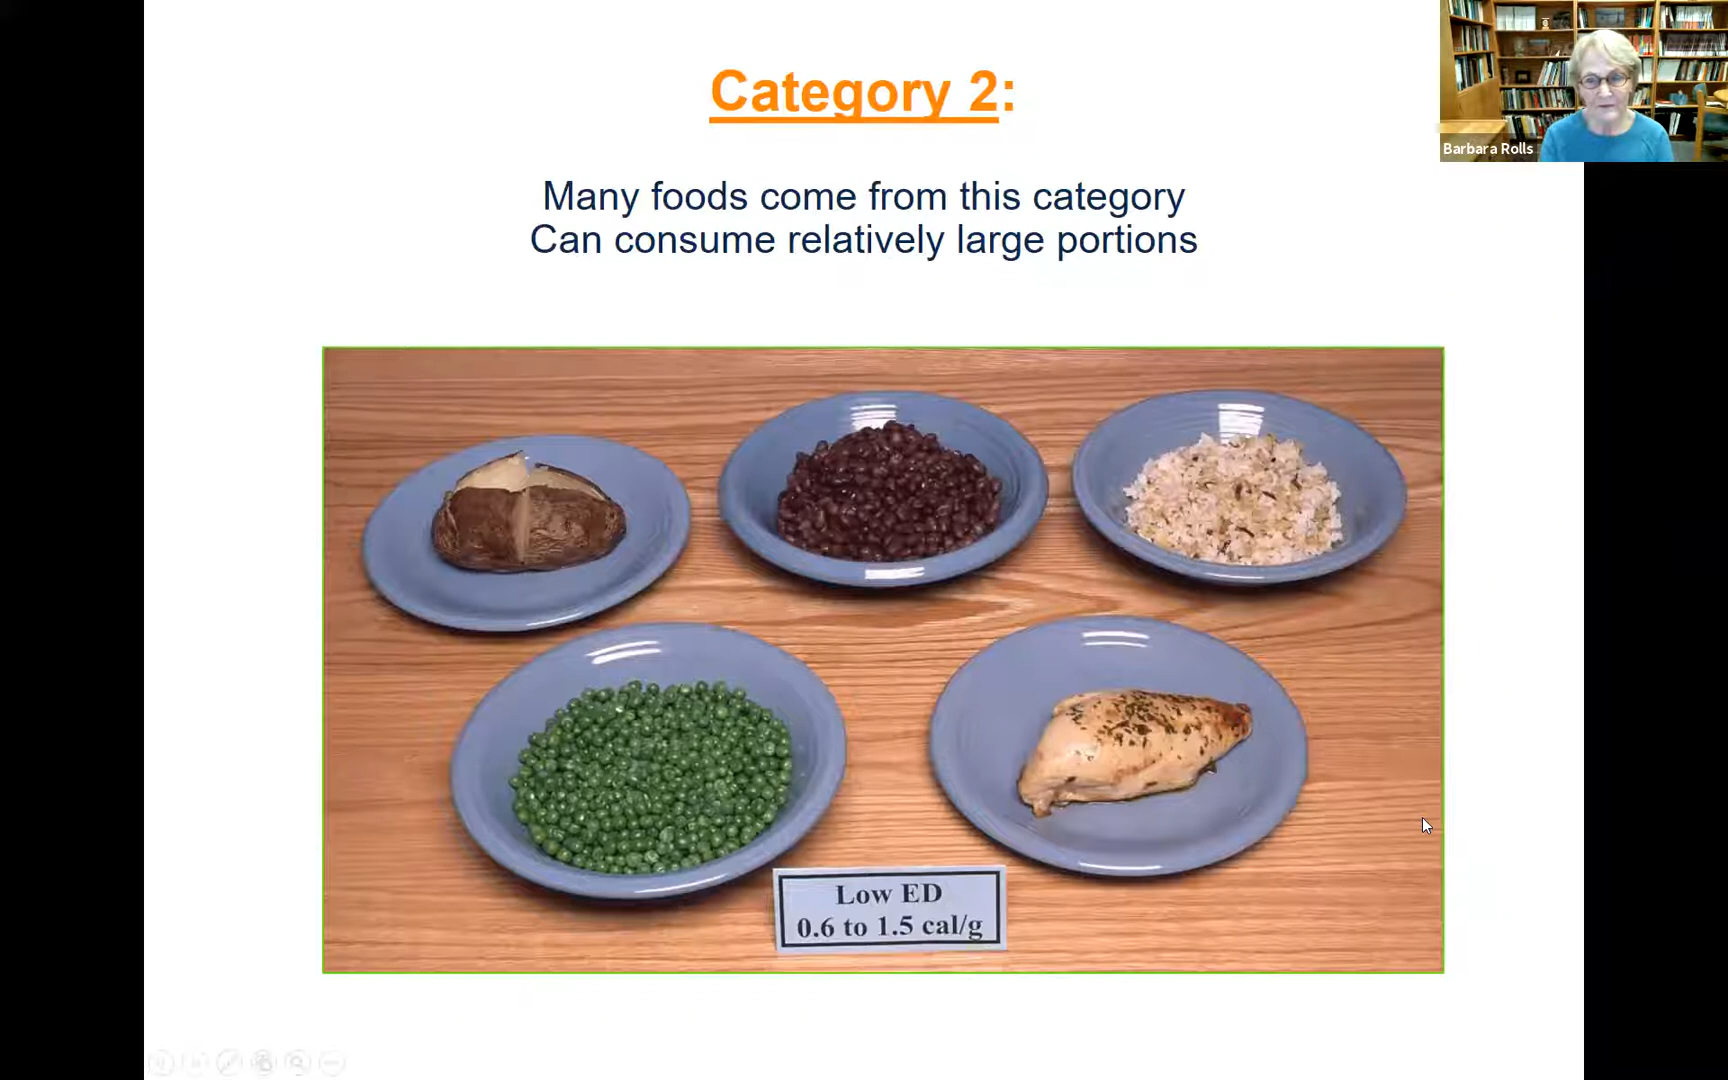 Category 2:
Barbara Rolls
Many foods come from this category
Can consume relatively large portions
Low ED
0.6 to 1.5 cal/g